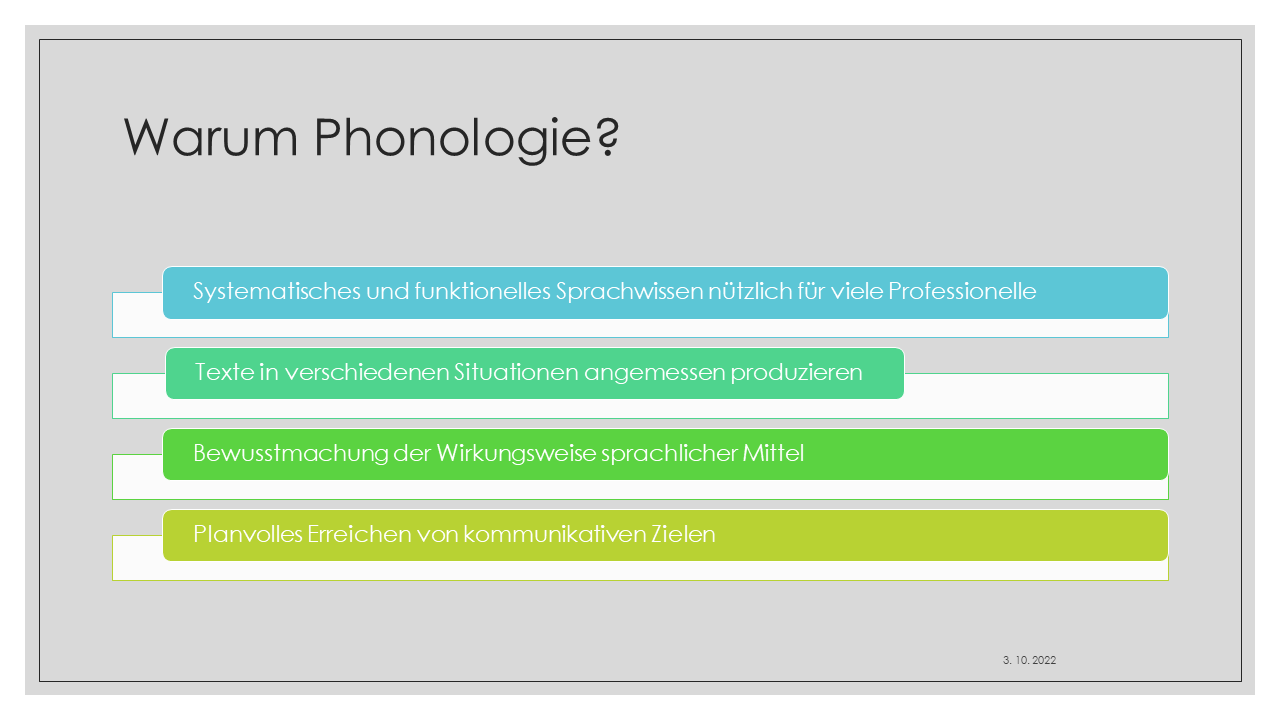 Warum Phonologie?
Systematisches und funktionelles Sprachwissen nützlich für viele Professionelle
Texte in verschiedenen Situationen angemessen produzieren
Bewusstmachung der Wirkungsweise sprachlicher Mittel
Planvolles Erreichen von kommunikativen Zielen
3. 10. 2022